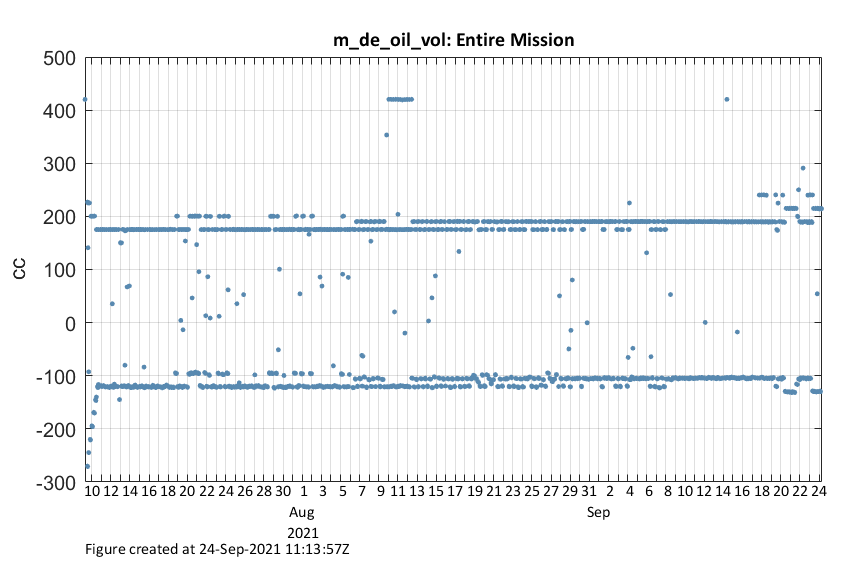 m_de_oil_vol: Entire Mission
500
400
300
200
100
0
-100
-200
-300
CC
10 12 14 16 18 20 22 24 26 28 30 1 3 5 7 9 11 13 15 17 19 21 23 25 27 29 31 2 4 6 8 10 12 14 16 18 20 22 24
Aug Sep
2021
Figure created at 24-Sep-2021 11:13:57Z